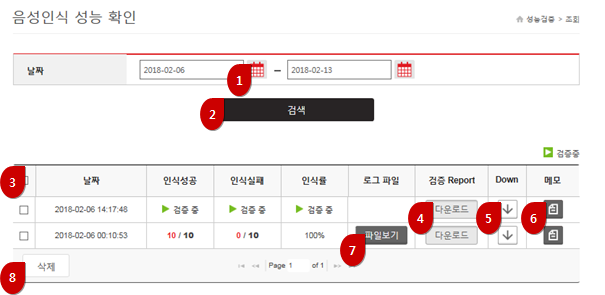 음성인식 성능 확인
성능검증 > 조회
날짜 2018-02-06 1 – 2018-02-13
2 검색
검증중
3 날짜 인식성공 인식실패 인식률 로그 파일 검증 Report Down 메모
2018-02-06 14:17:48 검증 중 검증 중 검증 중 4 다운로드 5 6
2018-02-06 00:10:53 10 / 10 0 / 10 100% 7 파일보기 다운로드
8 삭제 Page 1 of 1